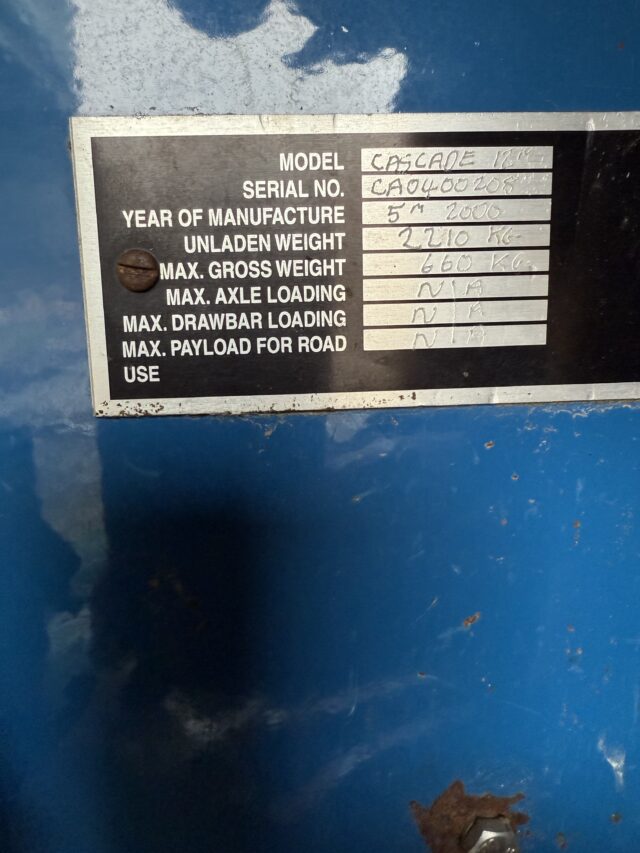 MODEL CASCADE 12M
SERIAL NO. CA0400208
YEAR OF MANUFACTURE 5M 2000
UNLADEN WEIGHT 2210 KG
MAX. GROSS WEIGHT 660 KG
MAX. AXLE LOADING N/A
MAX. DRAWBAR LOADING N/A
MAX. PAYLOAD FOR ROAD N/A
USE